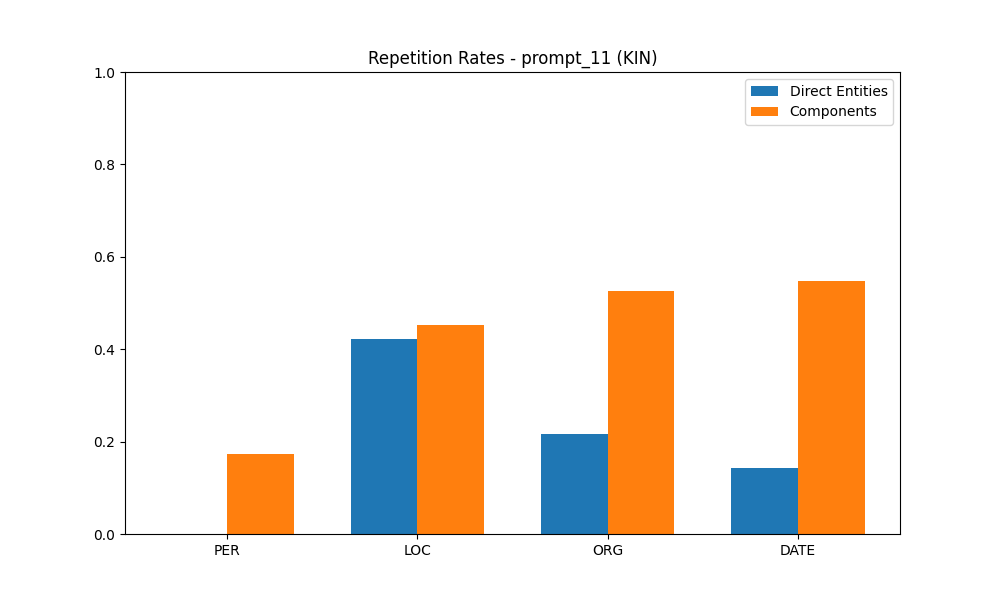 Repetition Rates - prompt_11 (KIN)
Direct Entities
Components
1.0
0.8
0.6
0.4
0.2
0.0
PER LOC ORG DATE